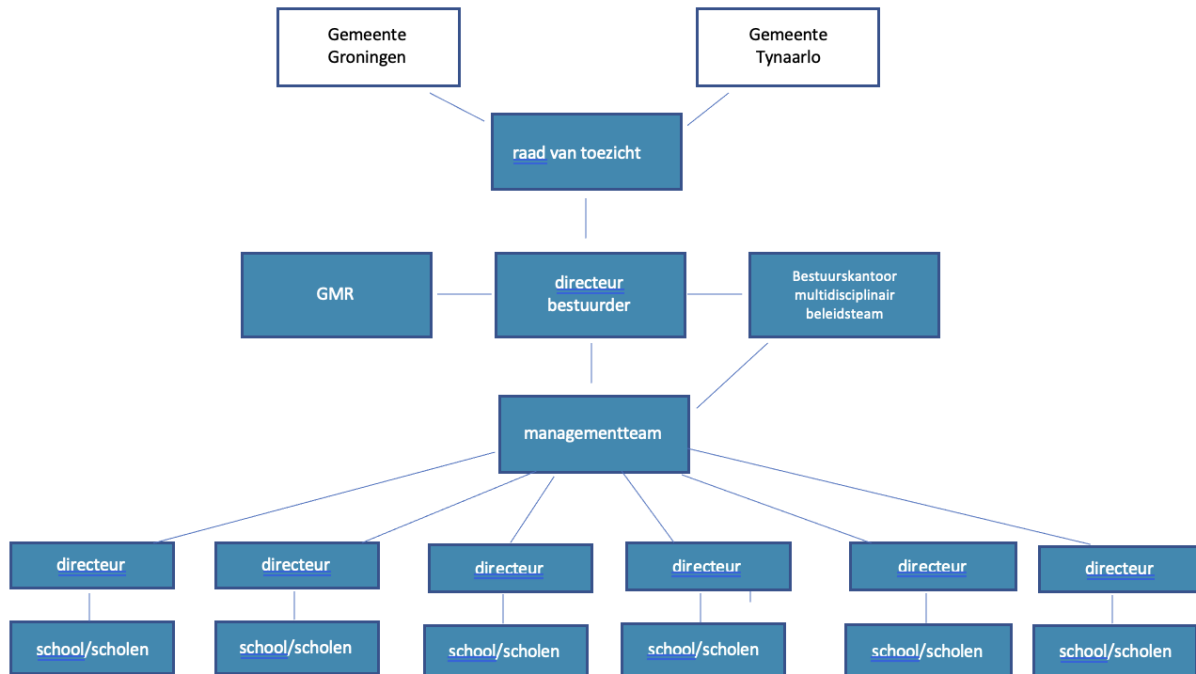 Gemeente
Groningen
Gemeente
Tynaarlo
raad van toezicht
GMR
directeur
bestuurder
Bestuurskantoor
multidisciplinair
beleidsteam
managementteam
directeur
directeur
directeur
directeur
directeur
directeur
school/scholen
school/scholen
school/scholen
school/scholen
school/scholen
school/scholen